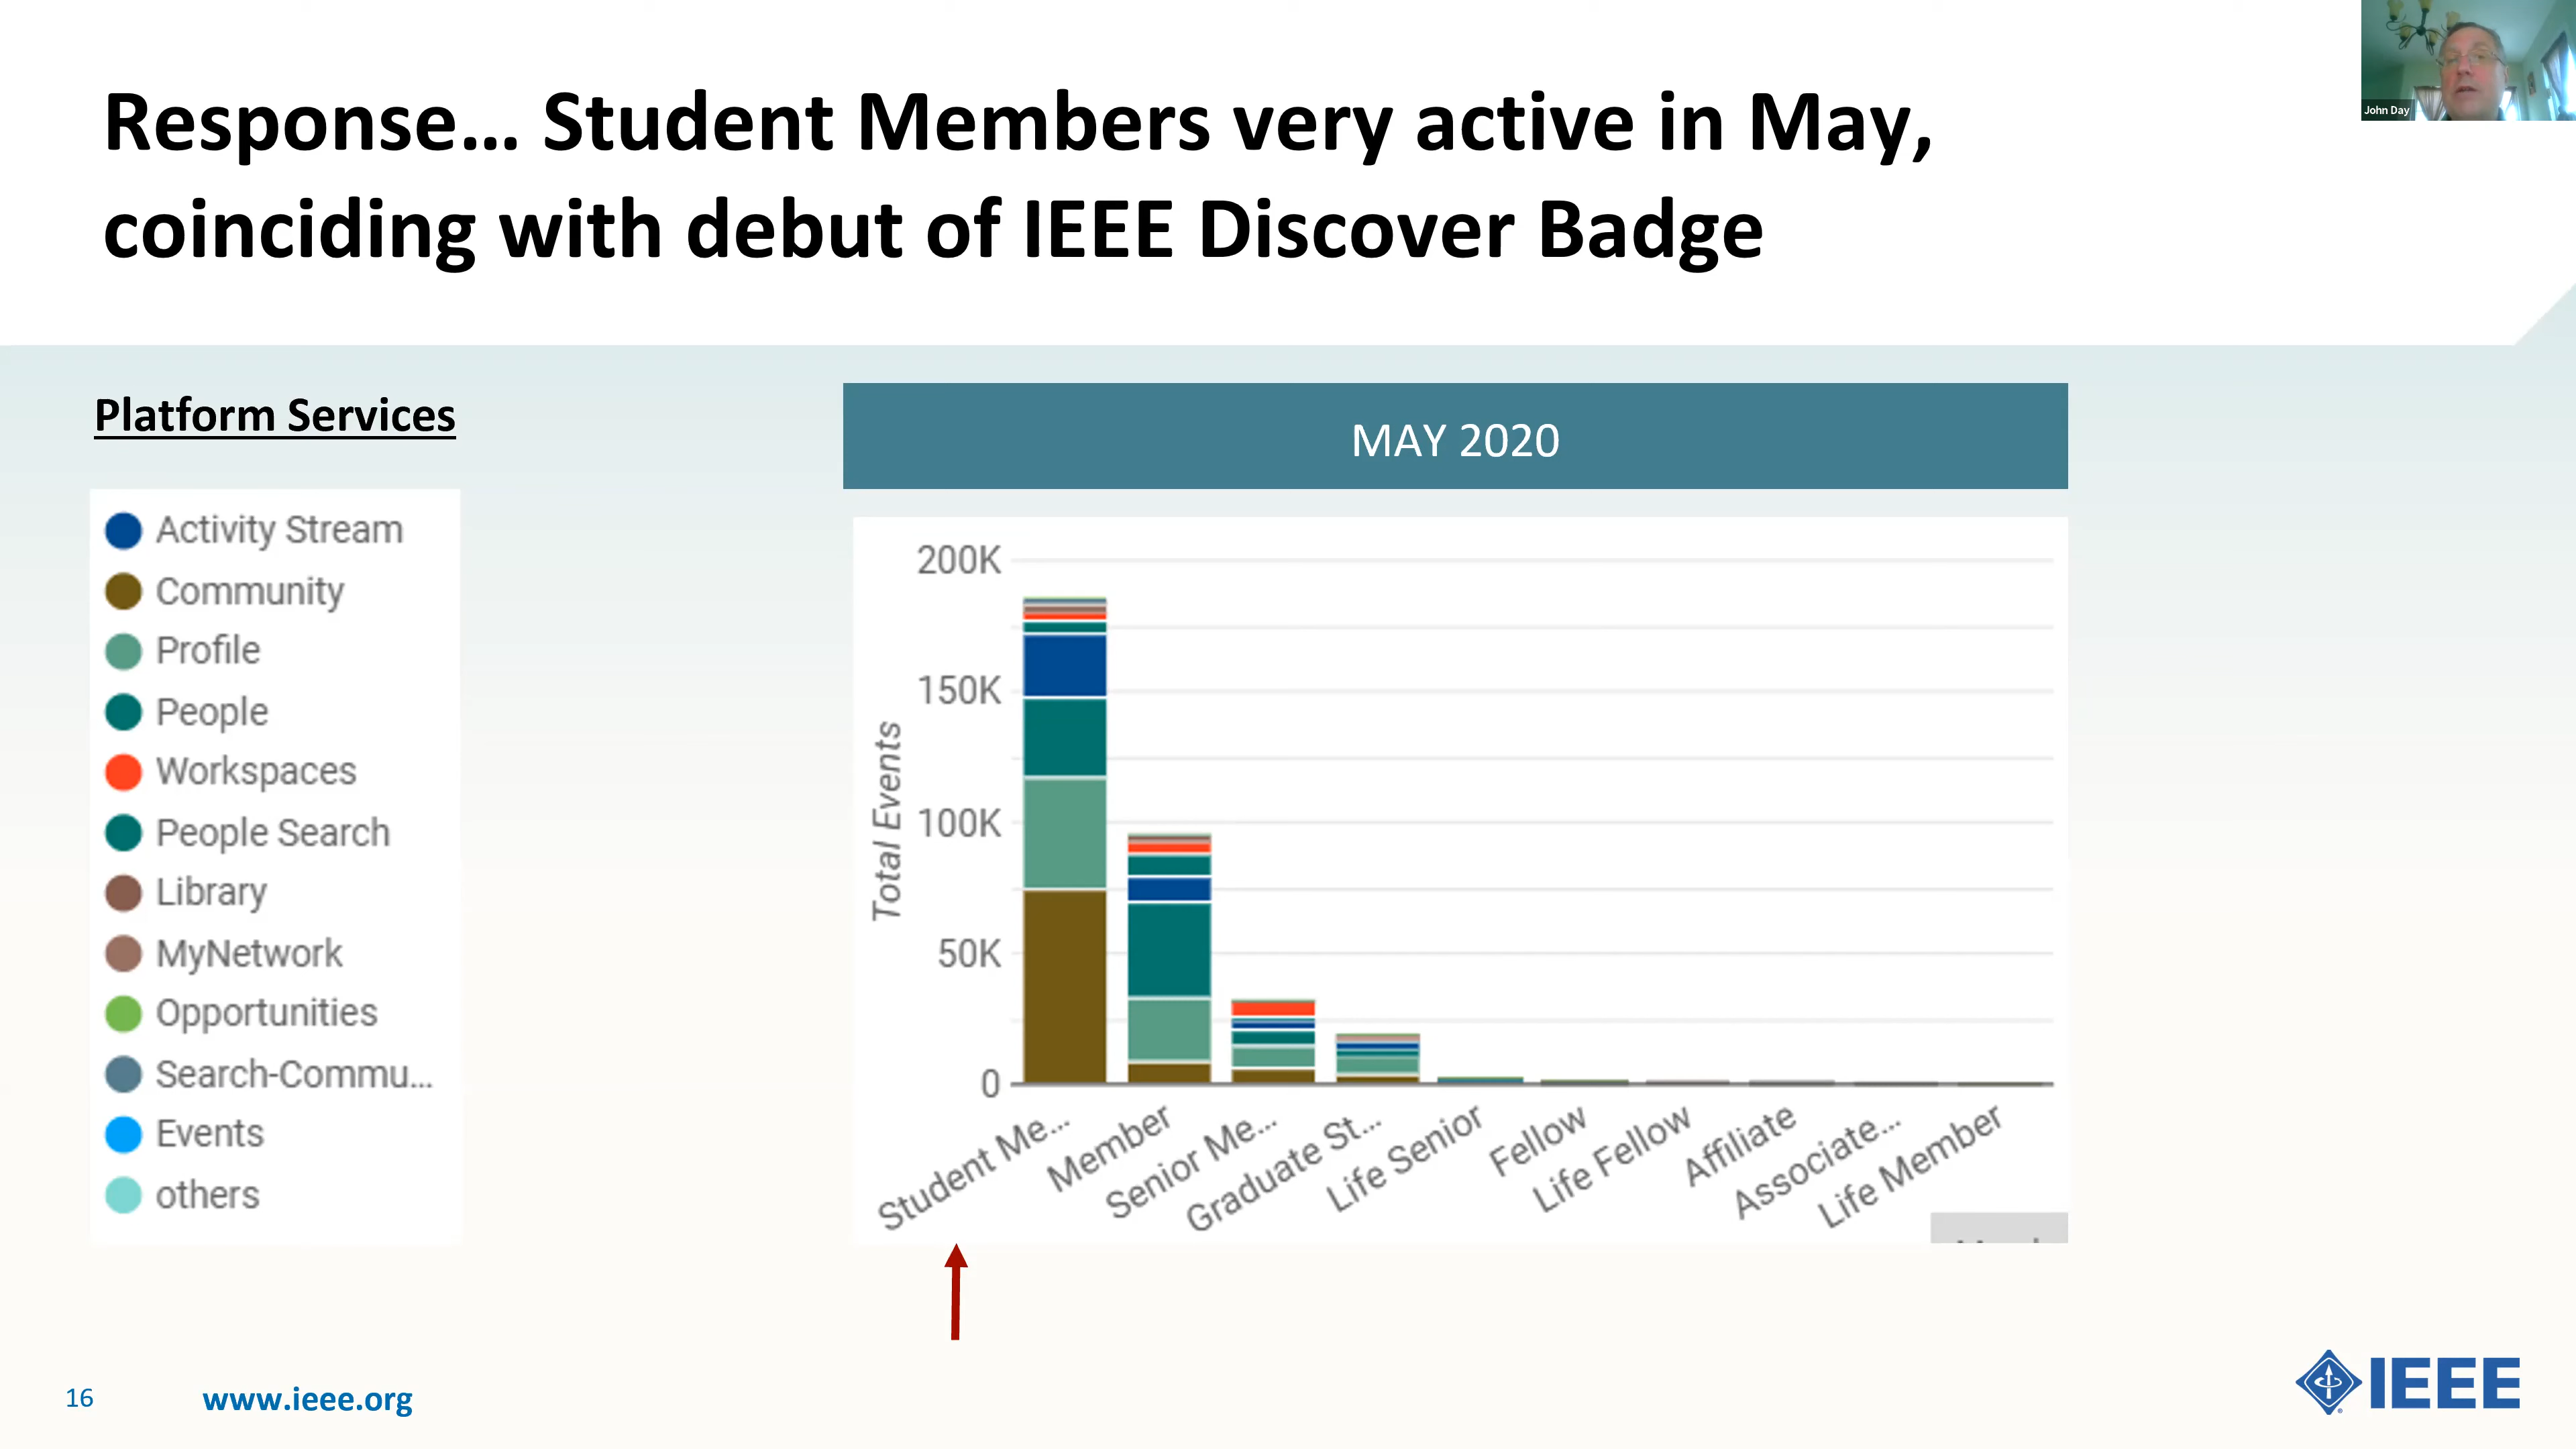 Response... Student Members very active in May,
coinciding with debut of IEEE Discover Badge
John Day
Platform Services
Activity Stream
Community
Profile
People
Workspaces
People Search
Library
MyNetwork
Opportunities
Search-Commu...
Events
others
MAY 2020
Total Events
200K
150K
100K
50K
0
Student Me...
Member
Senior Me...
Graduate St...
Life Senior
Fellow
Life Fellow
Affiliate
Associate...
Life Member
16
www.ieee.org
IEEE